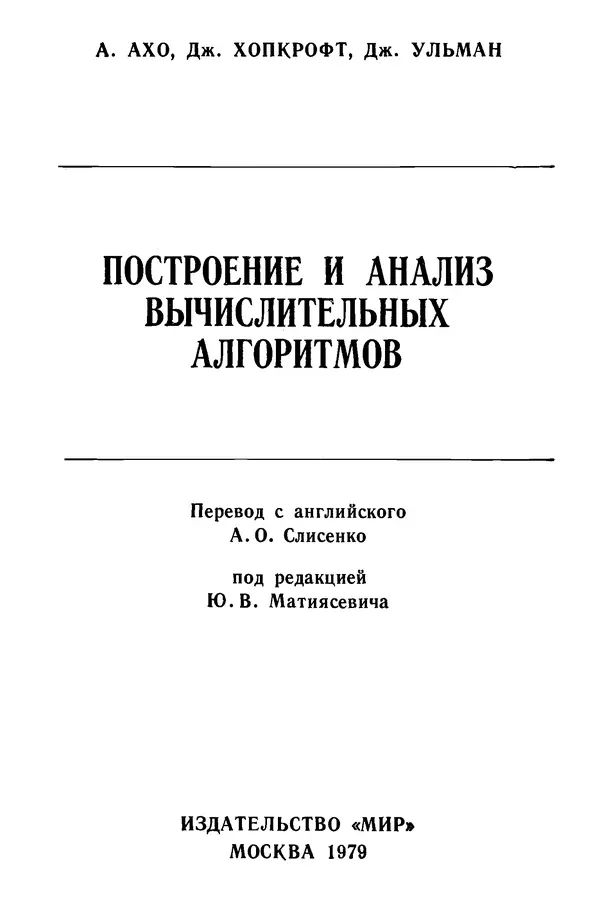 А. АХО, Дж. ХОПКРОФТ, Дж. УЛЬМАН
ПОСТРОЕНИЕ И АНАЛИЗ
ВЫЧИСЛИТЕЛЬНЫХ
АЛГОРИТМОВ
Перевод с английского
А. О. Слисенко
под редакцией
Ю. В. Матиясевича
ИЗДАТЕЛЬСТВО «МИР»
МОСКВА 1979